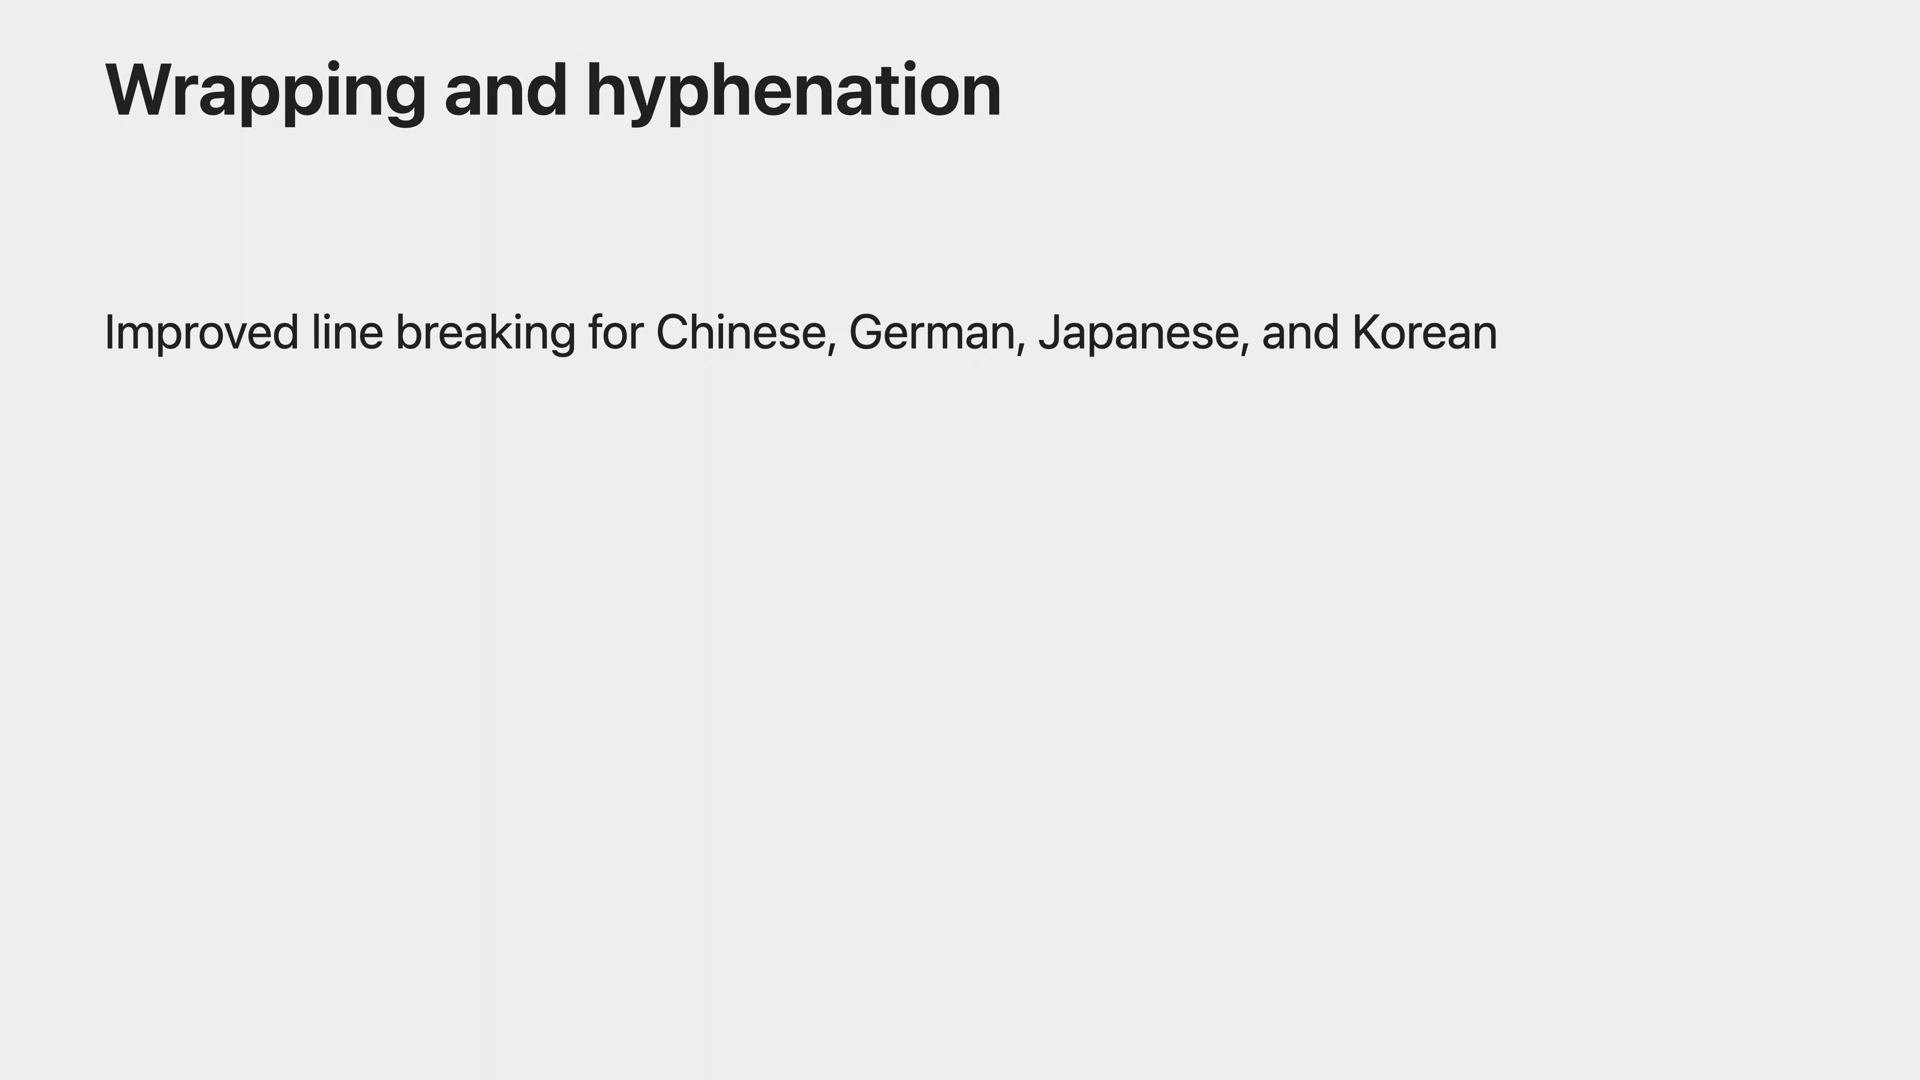 Wrapping and hyphenation
Improved line breaking for Chinese, German, Japanese, and Korean